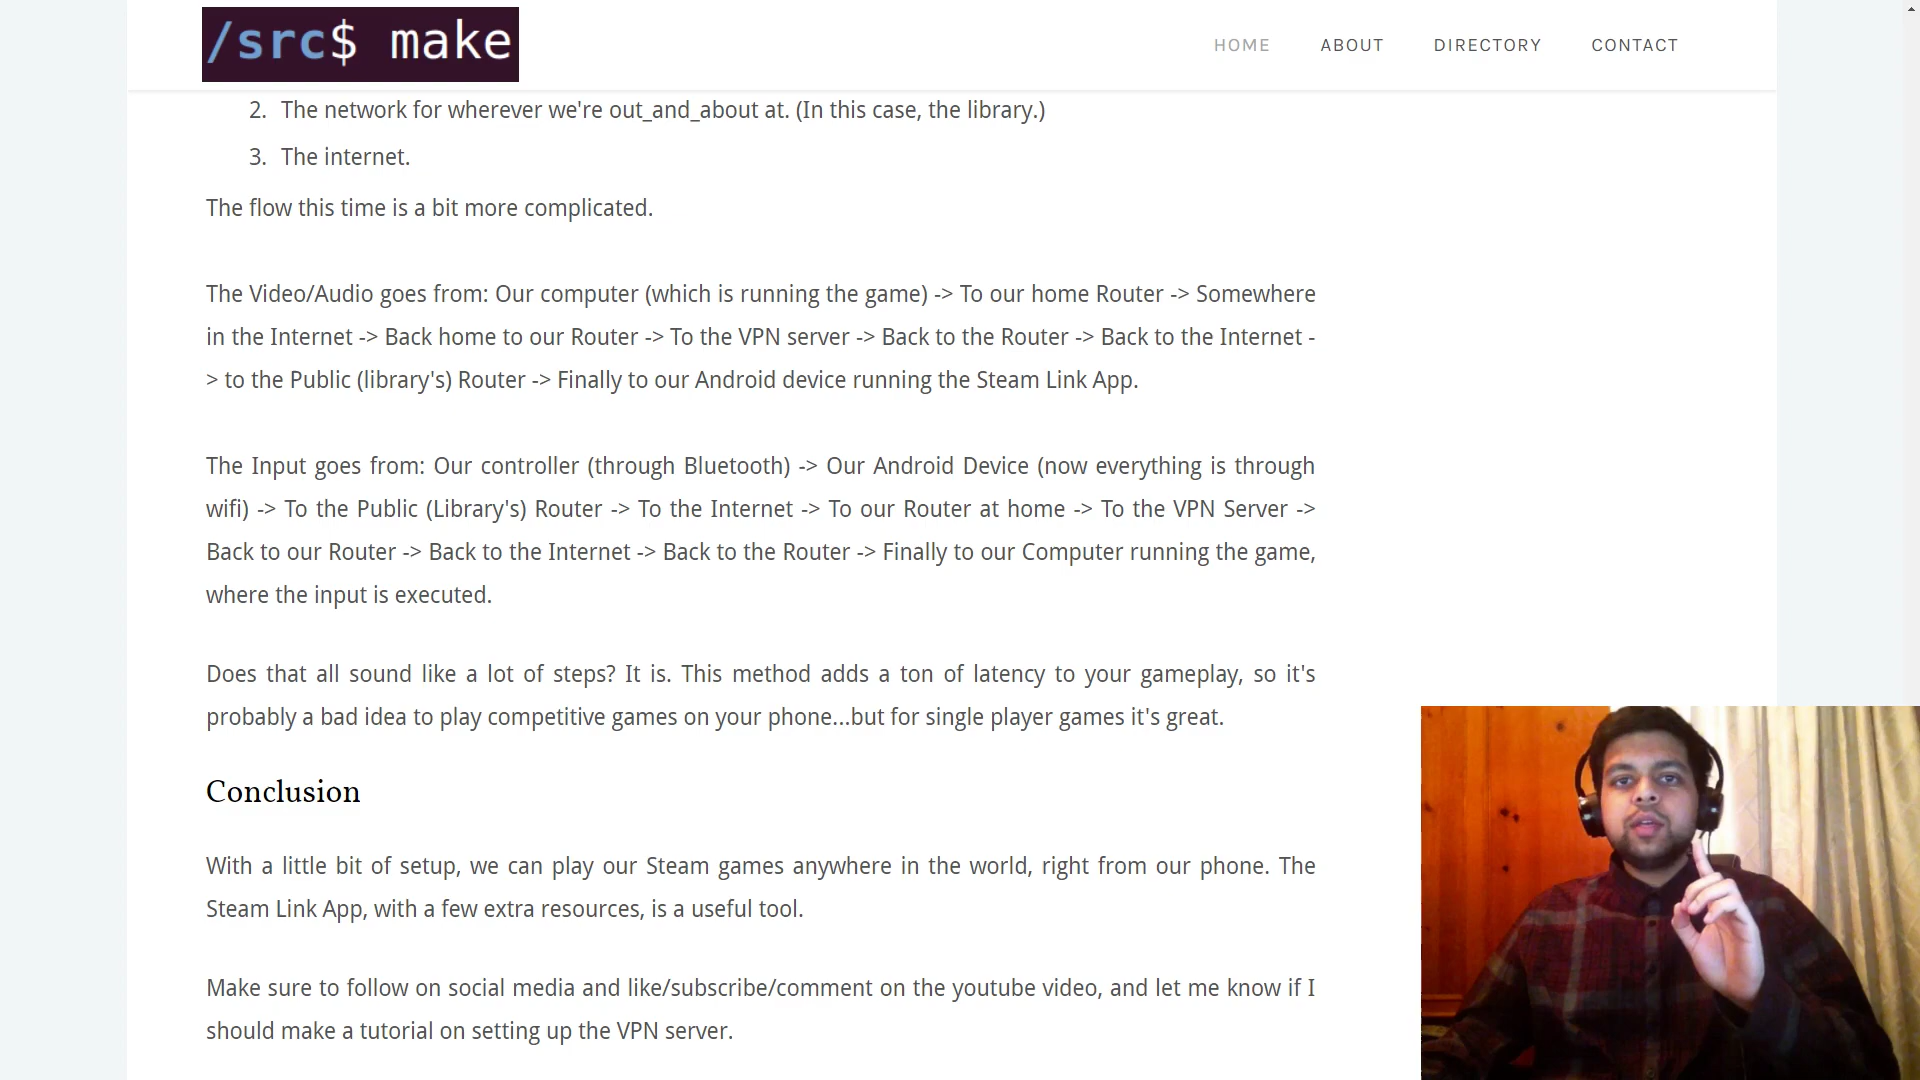 /src$ make
HOME ABOUT DIRECTORY CONTACT
2. The network for wherever we're out_and_about at. (In this case, the library.)
3. The internet.
The flow this time is a bit more complicated.
The Video/Audio goes from: Our computer (which is running the game) -> To our home Router -> Somewhere
in the Internet -> Back home to our Router -> To the VPN server -> Back to the Router -> Back to the Internet -
> to the Public (library's) Router -> Finally to our Android device running the Steam Link App.
The Input goes from: Our controller (through Bluetooth) -> Our Android Device (now everything is through
wifi) -> To the Public (Library's) Router -> To the Internet -> To our Router at home -> To the VPN Server ->
Back to our Router -> Back to the Internet -> Back to the Router -> Finally to our Computer running the game,
where the input is executed.
Does that all sound like a lot of steps? It is. This method adds a ton of latency to your gameplay, so it's
probably a bad idea to play competitive games on your phone...but for single player games it's great.
Conclusion
With a little bit of setup, we can play our Steam games anywhere in the world, right from our phone. The
Steam Link App, with a few extra resources, is a useful tool.
Make sure to follow on social media and like/subscribe/comment on the youtube video, and let me know if I
should make a tutorial on setting up the VPN server.